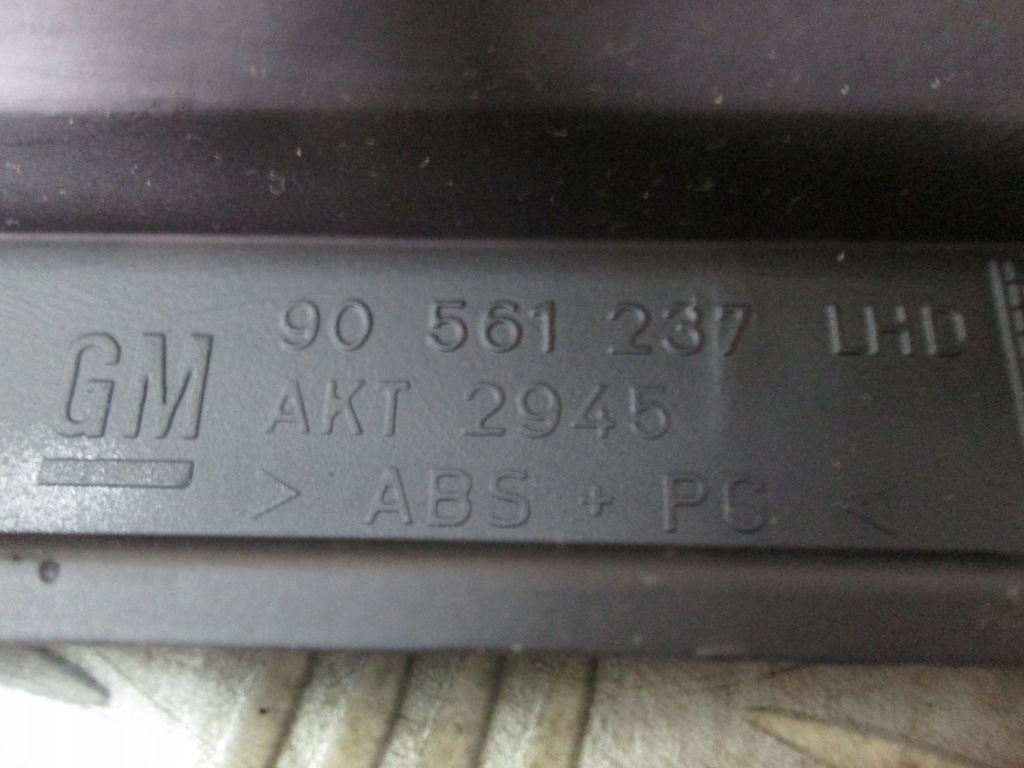 GM
90 561 237 LHD
AKT 2945
> ABS + PC <